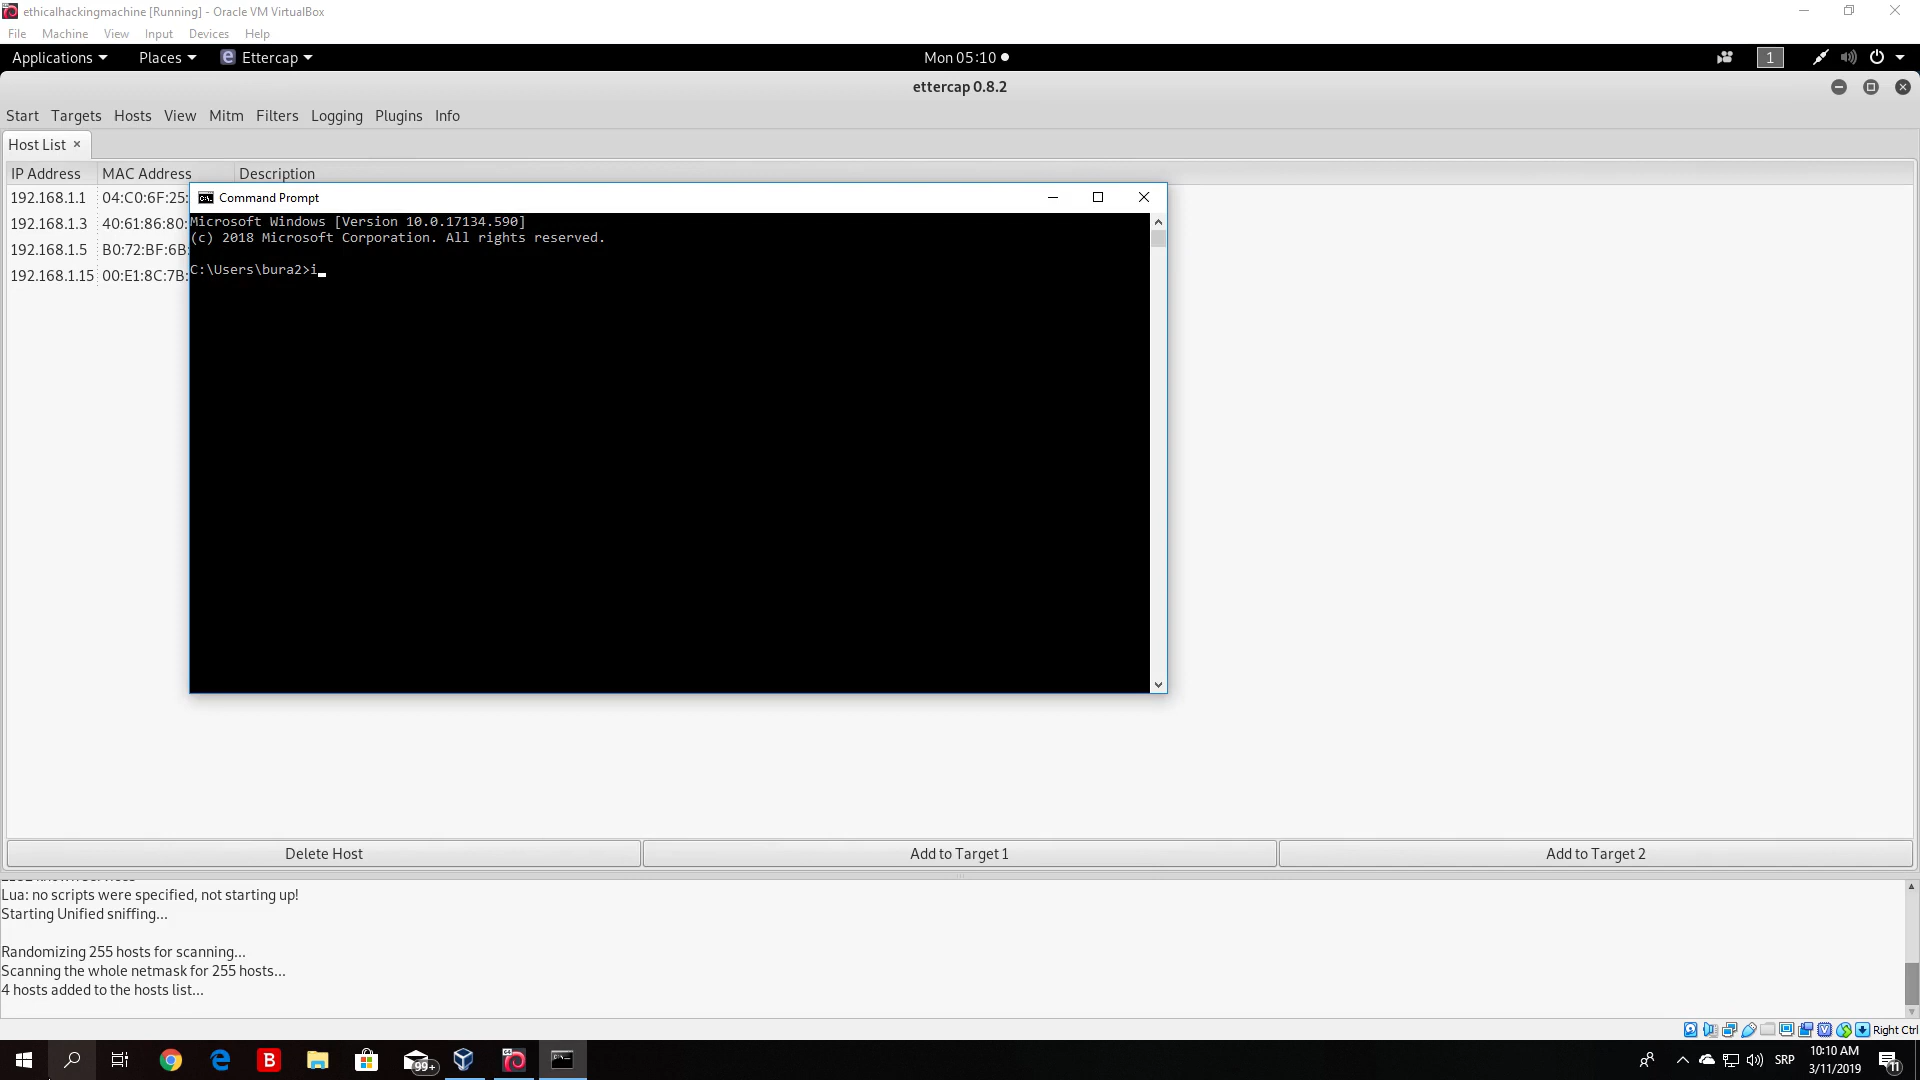 ethicalhackingmachine [Running] - Oracle VM VirtualBox
File Machine View Input Devices Help
Applications Places Ettercap Mon 05:10 1
ettercap 0.8.2
Start Targets Hosts View Mitm Filters Logging Plugins Info
Host List ×
IP Address MAC Address Description
192.168.1.1 04:C0:6F:25:
192.168.1.3 40:61:86:80:
192.168.1.5 B0:72:BF:6B:
192.168.1.15 00:E1:8C:7B:
Command Prompt
Microsoft Windows [Version 10.0.17134.590]
(c) 2018 Microsoft Corporation. All rights reserved.
C:\Users\bura2>i_
Delete Host Add to Target 1 Add to Target 2
Lua: no scripts were specified, not starting up!
Starting Unified sniffing...
Randomizing 255 hosts for scanning...
Scanning the whole netmask for 255 hosts...
4 hosts added to the hosts list...
Right Ctrl
99+ SRP 10:10 AM
3/11/2019 11